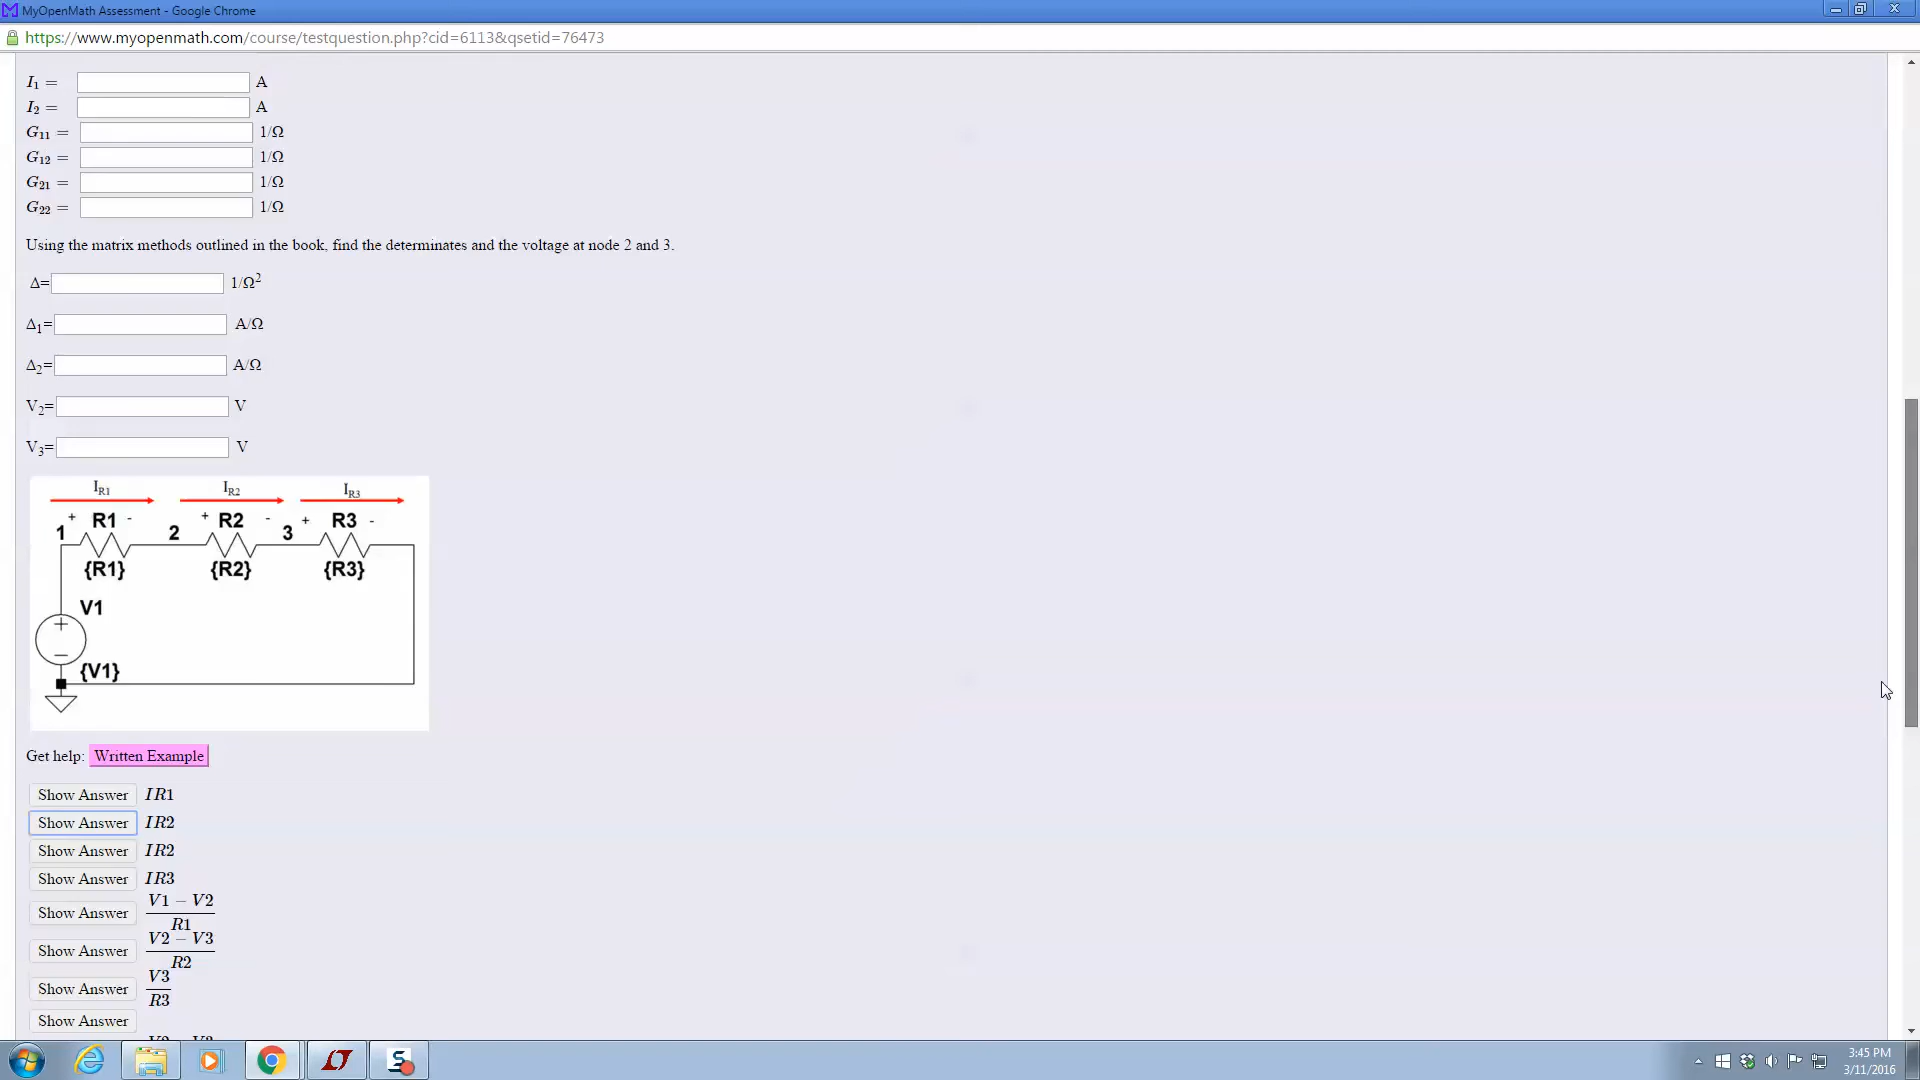 MyOpenMath Assessment - Google Chrome
https://www.myopenmath.com/course/testquestion.php?cid=6113&qsetid=76473
I1 = A
I2 = A
G11 = 1/Ω
G12 = 1/Ω
G21 = 1/Ω
G22 = 1/Ω
Using the matrix methods outlined in the book, find the determinates and the voltage at node 2 and 3.
Δ= 1/Ω²
Δ1= A/Ω
Δ2= A/Ω
V2= V
V3= V
IR1 IR2 IR3
+ R1 - + R2 - + R3 -
1 2 3
{R1} {R2} {R3}
V1
+
−
{V1}
Get help: Written Example
Show Answer IR1
Show Answer IR2
Show Answer IR2
Show Answer IR3
Show Answer V1 − V2
R1
Show Answer V2 − V3
R2
Show Answer V3
R3
Show Answer
3:45 PM
3/11/2016